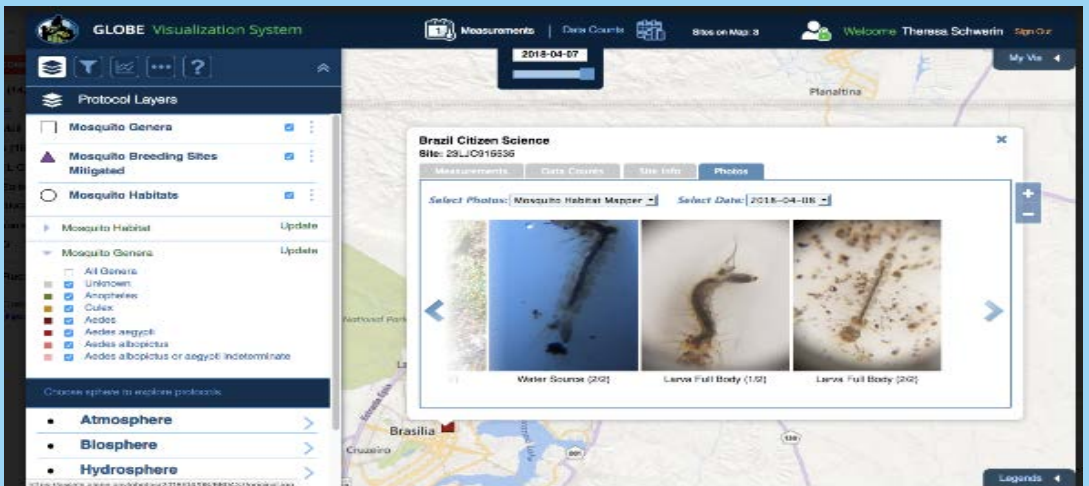 GLOBE Visualization System
Measurements | Data Counts
Sites on Map: 3
Welcome Theresa Schwerin Sign Out
2018-04-07
My Vis
Protocol Layers
Mosquito Genera
Mosquito Breeding Sites
Mitigated
Mosquito Habitats
Mosquito Habitat Update
Mosquito Genera Update
All Genera
Unknown
Anopheles
Culex
Aedes
Aedes aegypti
Aedes albopictus
Aedes albopictus or aegypti indeterminate
Choose sphere to explore protocols
Atmosphere
Biosphere
Hydrosphere
Planaltina
Brazil Citizen Science
Measurements Data Counts Site Info Photos
Select Photos: Mosquito Habitat Mapper Select Date: 2018-04-08
Water Source (2/2)
Larva Full Body (1/2)
Larva Full Body (2/2)
National Park
Brasilia
Cruzeiro
Legends